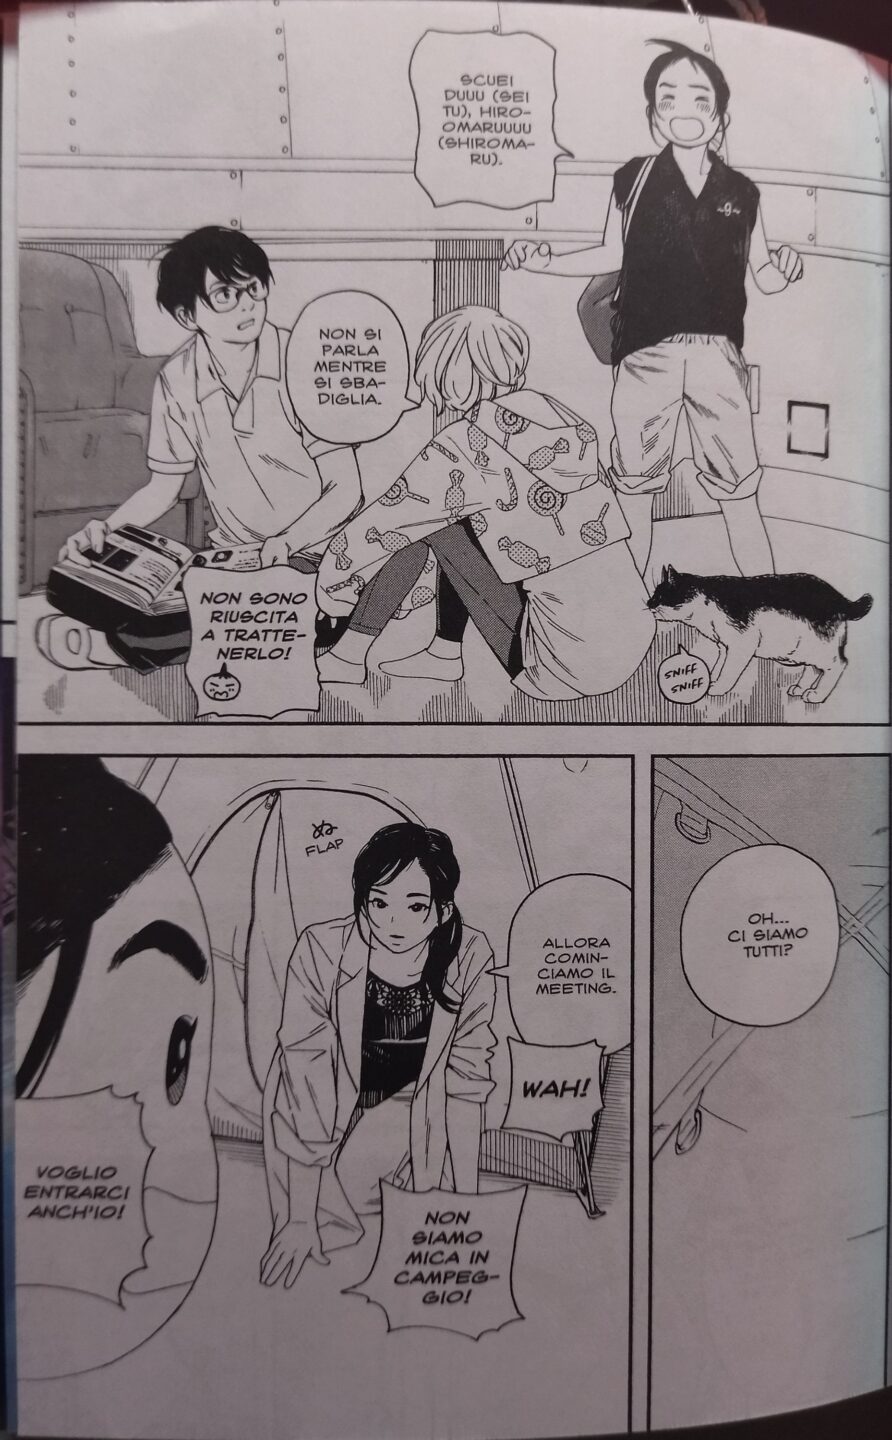 SCUEI
DUUU (SEI
TU), HIRO-
OMARUUUU
(SHIROMA-
RU).
~9~
NON SI
PARLA
MENTRE
SI SBA-
DIGLIA.
NON SONO
RIUSCITA
A TRATTE-
NERLO!
SNIFF
SNIFF
OH...
CI SIAMO
TUTTI?
ぬ
FLAP
ALLORA
COMIN-
CIAMO IL
MEETING.
WAH!
NON
SIAMO
MICA IN
CAMPEG-
GIO!
VOGLIO
ENTRARCI
ANCH'IO!